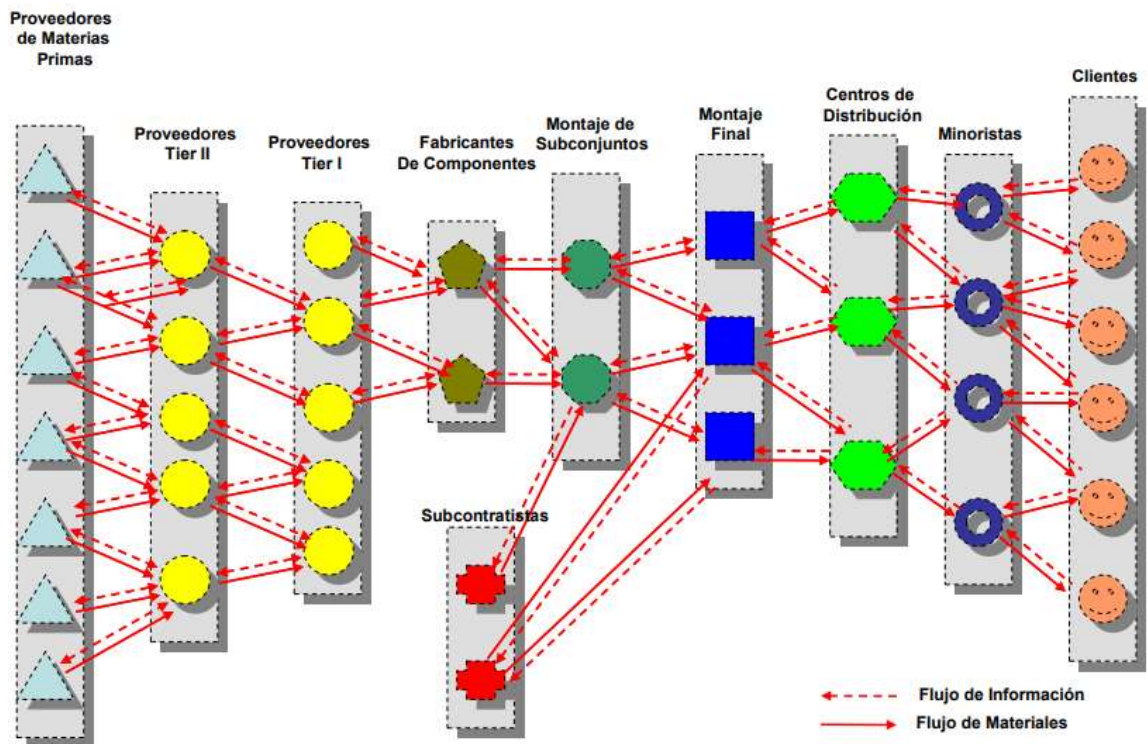 Proveedores
de Materias
Primas
Proveedores
Tier II
Proveedores
Tier I
Fabricantes
De Componentes
Montaje de
Subconjuntos
Montaje
Final
Centros de
Distribución
Minoristas
Clientes
Subcontratistas
Flujo de Información
Flujo de Materiales